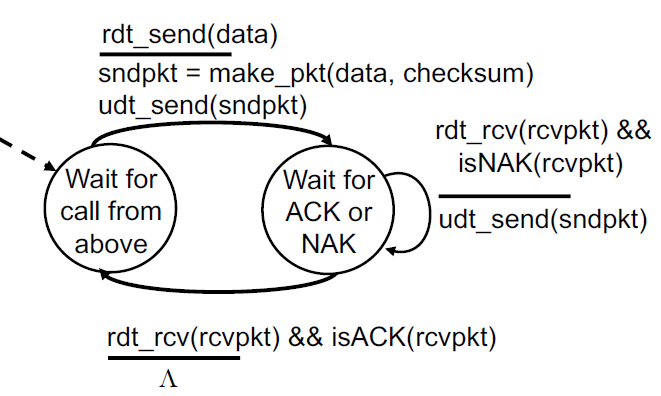 rdt_send(data)
sndpkt = make_pkt(data, checksum)
udt_send(sndpkt)
rdt_rcv(rcvpkt) &&
isNAK(rcvpkt)
udt_send(sndpkt)
Wait for
call from
above
Wait for
ACK or
NAK
rdt_rcv(rcvpkt) && isACK(rcvpkt)
Λ